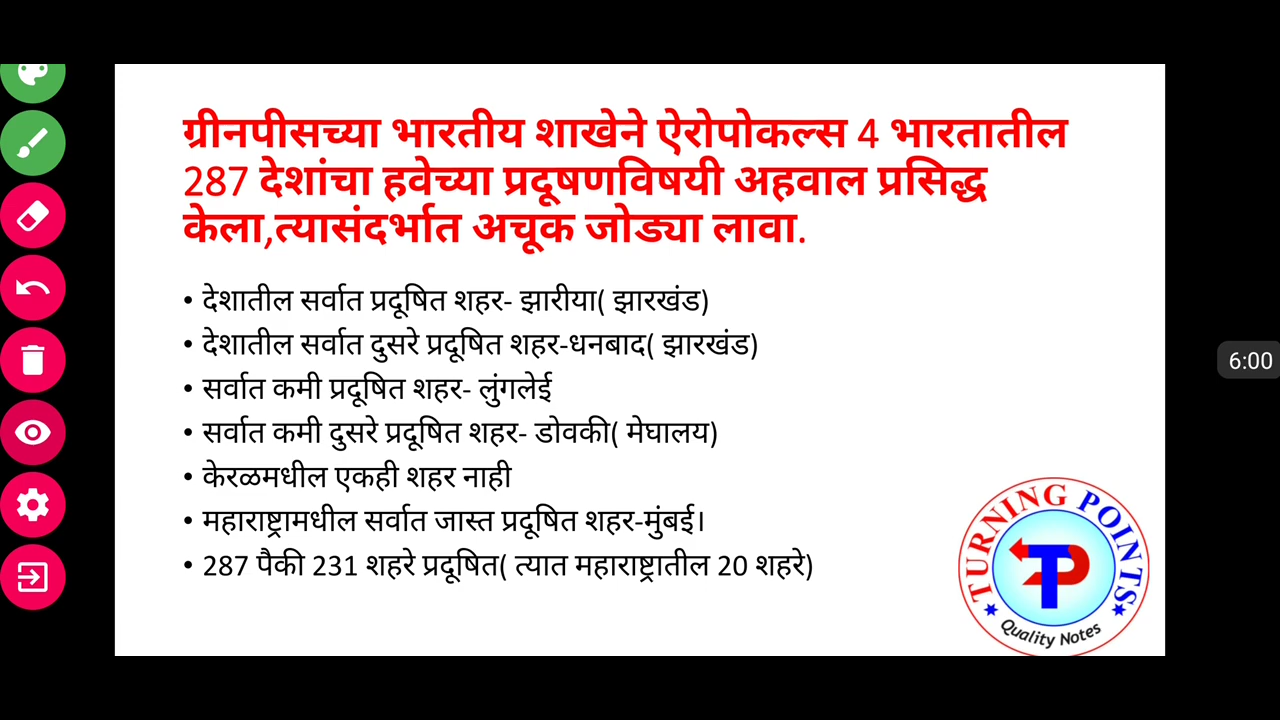 ग्रीनपीसच्या भारतीय शाखेने ऐरोपोकल्स 4 भारतातील
287 देशांचा हवेच्या प्रदूषणविषयी अहवाल प्रसिद्ध
केला,त्यासंदर्भात अचूक जोड्या लावा.
• देशातील सर्वात प्रदूषित शहर- झारीया( झारखंड)
• देशातील सर्वात दुसरे प्रदूषित शहर-धनबाद( झारखंड)
• सर्वात कमी प्रदूषित शहर- लुंगलेई
• सर्वात कमी दुसरे प्रदूषित शहर- डोवकी( मेघालय)
• केरळमधील एकही शहर नाही
• महाराष्ट्रामधील सर्वात जास्त प्रदूषित शहर-मुंबई।
• 287 पैकी 231 शहरे प्रदूषित( त्यात महाराष्ट्रातील 20 शहरे)
6:00
TURNING POINTS
TP
Quality Notes